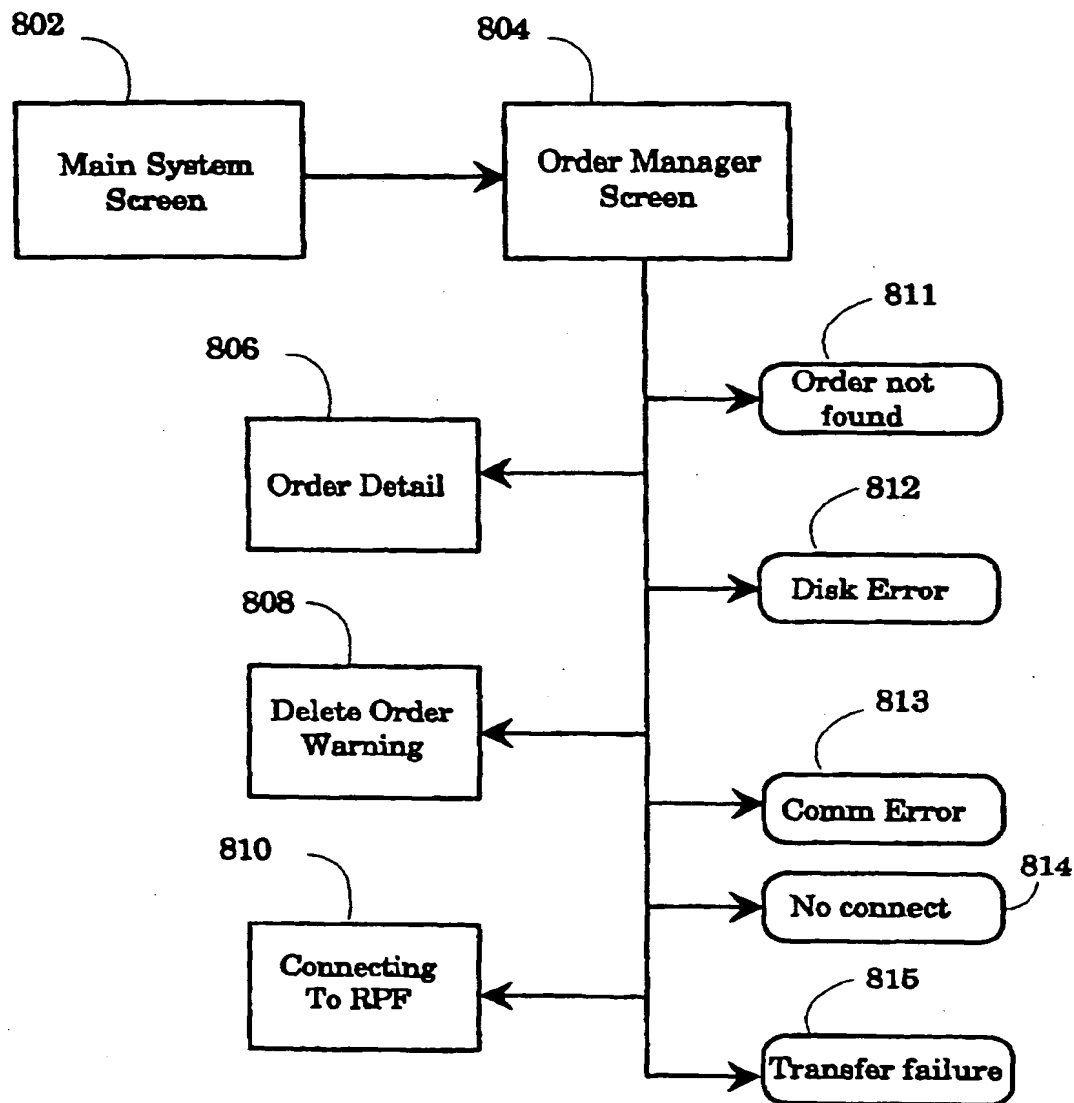 802
804
Main System
Screen
Order Manager
Screen
811
Order not
found
806
Order Detail
812
Disk Error
808
Delete Order
Warning
813
Comm Error
810
814
No connect
Connecting
To RPF
815
Transfer failure